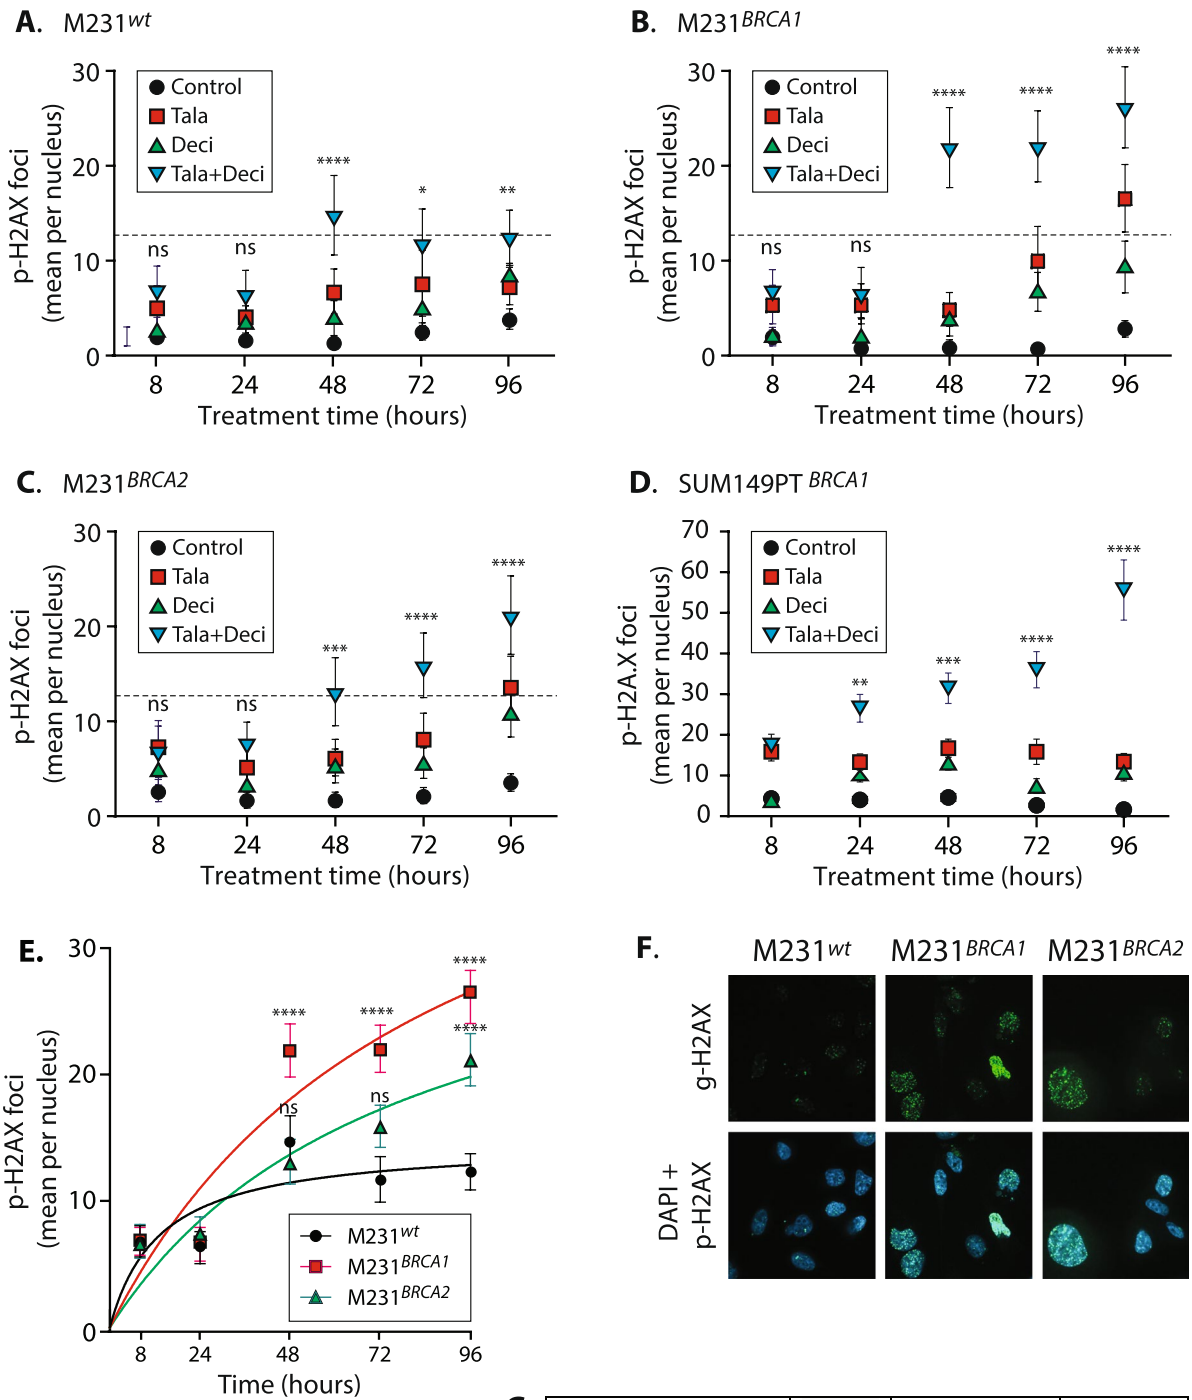 A. M231wt
p-H2AX foci
(mean per nucleus)
30
20
10
0
Control
Tala
Deci
Tala+Deci
ns
ns
****
*
**
8 24 48 72 96
Treatment time (hours)
B. M231BRCA1
p-H2AX foci
(mean per nucleus)
30
20
10
0
Control
Tala
Deci
Tala+Deci
ns
ns
****
****
****
8 24 48 72 96
Treatment time (hours)
C. M231BRCA2
p-H2AX foci
(mean per nucleus)
30
20
10
0
Control
Tala
Deci
Tala+Deci
ns
ns
***
****
****
8 24 48 72 96
Treatment time (hours)
D. SUM149PT BRCA1
p-H2A.X foci
(mean per nucleus)
70
60
50
40
30
20
10
0
Control
Tala
Deci
Tala+Deci
**
***
****
****
8 24 48 72 96
Treatment time (hours)
E.
p-H2AX foci
(mean per nucleus)
30
20
10
0
****
ns
****
ns
****
****
M231wt
M231BRCA1
M231BRCA2
8 24 48 72 96
Time (hours)
F. M231wt M231BRCA1 M231BRCA2
g-H2AX
DAPI +
p-H2AX